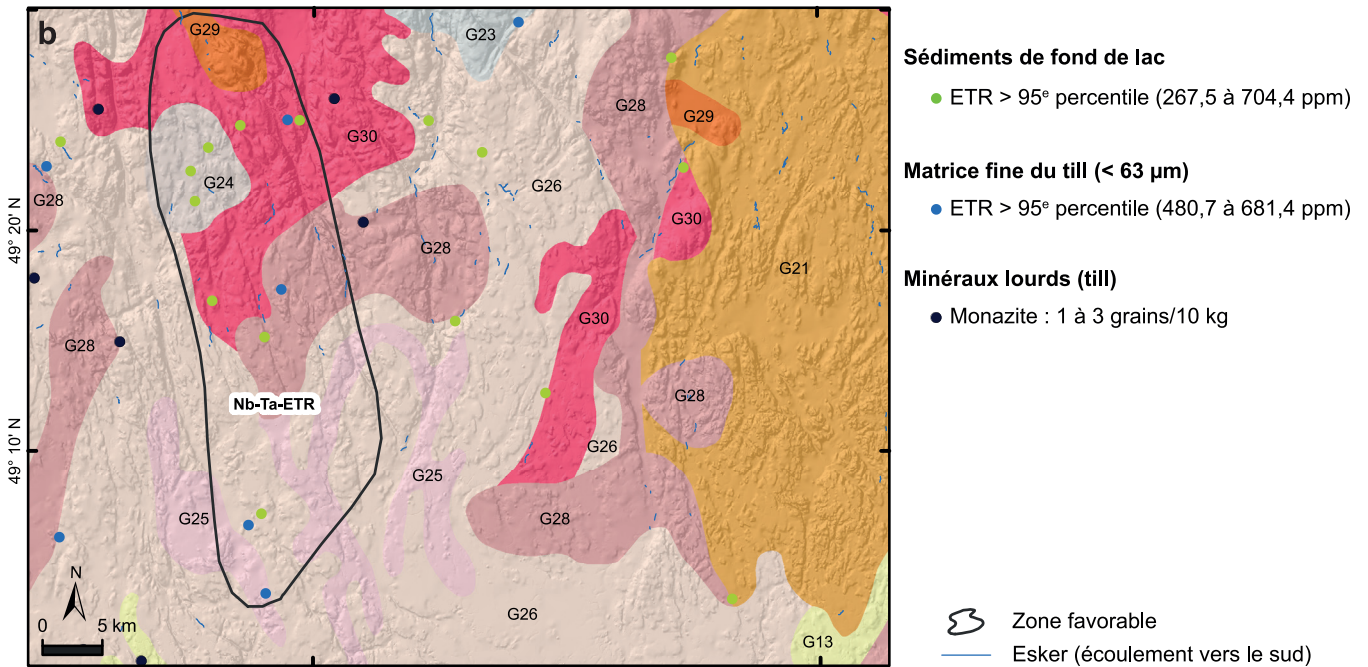 b
G29
G23
G28
G29
G30
G24
G26
G28
G30
G28
G21
G30
G28
G28
Nb-Ta-ETR
G26
G25
G25
G28
G26
G13
49° 20' N
49° 10' N
N
0 5 km
Sédiments de fond de lac
ETR > 95e percentile (267,5 à 704,4 ppm)
Matrice fine du till (< 63 µm)
ETR > 95e percentile (480,7 à 681,4 ppm)
Minéraux lourds (till)
Monazite : 1 à 3 grains/10 kg
Zone favorable
Esker (écoulement vers le sud)